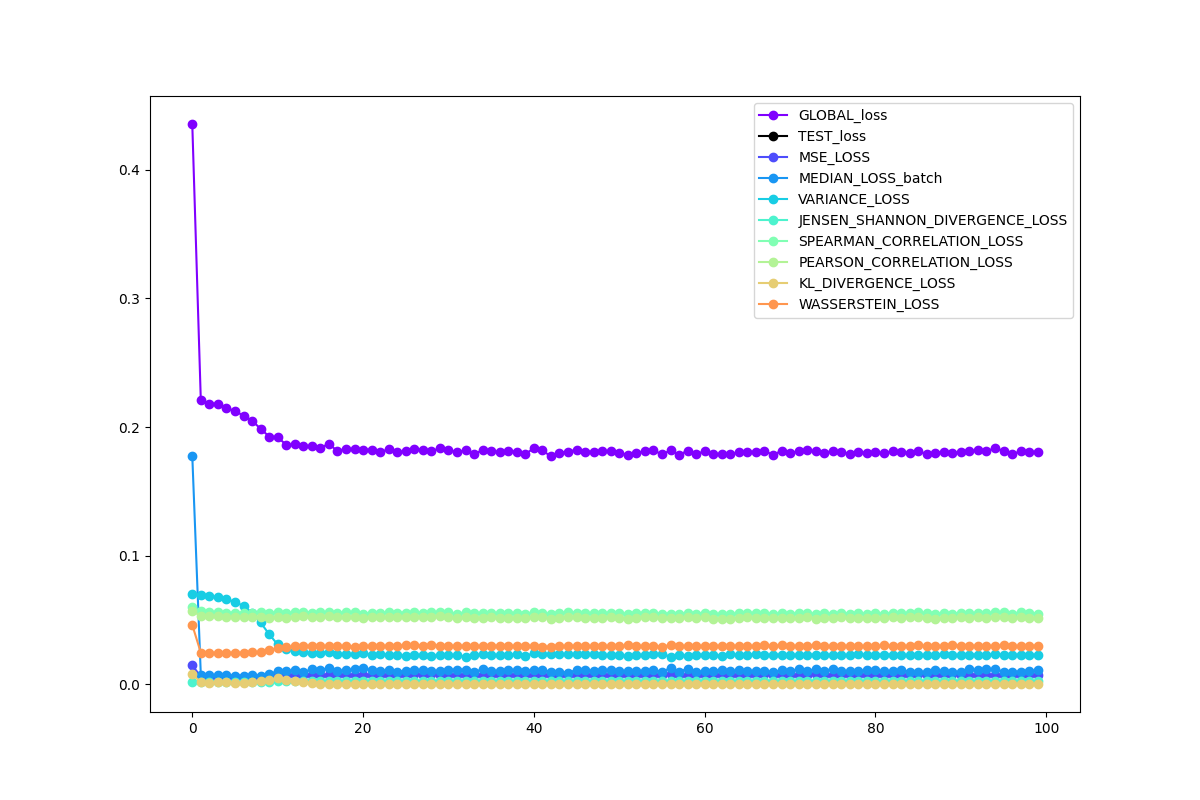 GLOBAL_loss
TEST_loss
MSE_LOSS
MEDIAN_LOSS_batch
VARIANCE_LOSS
JENSEN_SHANNON_DIVERGENCE_LOSS
SPEARMAN_CORRELATION_LOSS
PEARSON_CORRELATION_LOSS
KL_DIVERGENCE_LOSS
WASSERSTEIN_LOSS
0.4
0.3
0.2
0.1
0.0
0 20 40 60 80 100